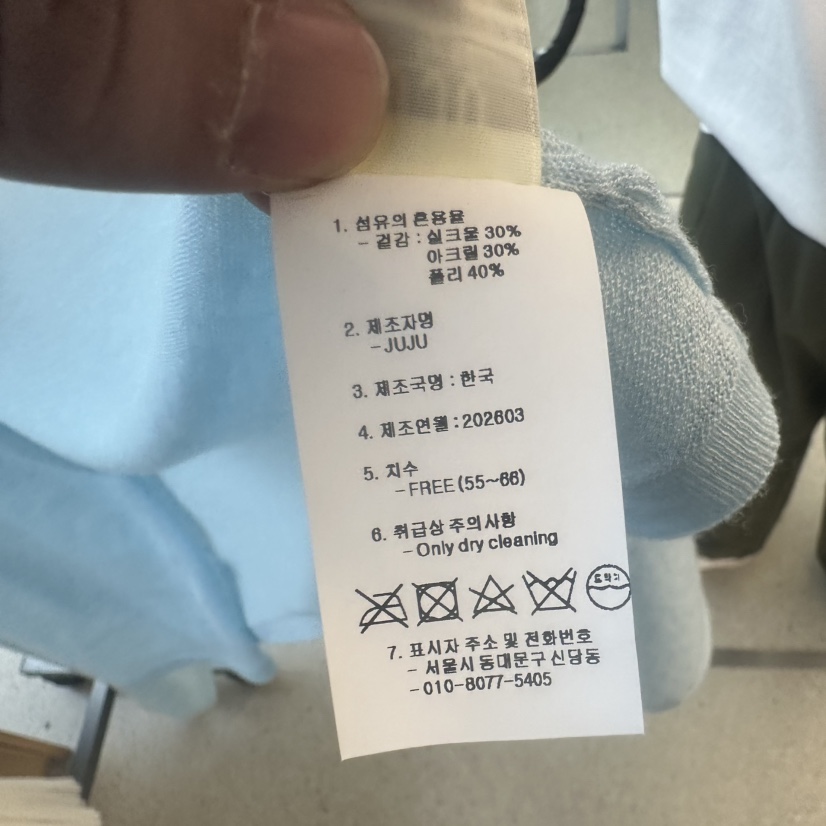 1. 섬유의 혼용율
- 겉감 : 실크울 30%
아크릴 30%
폴리 40%
2. 제조자명
-JUJU
3. 제조국명 : 한국
4. 제조연월 : 202603
5. 치수
-FREE(55~66)
6. 취급상 주의사항
-Only dry cleaning
드라이
7. 표시자 주소 및 전화번호
- 서울시 동대문구 신당동
-010-8077-5405